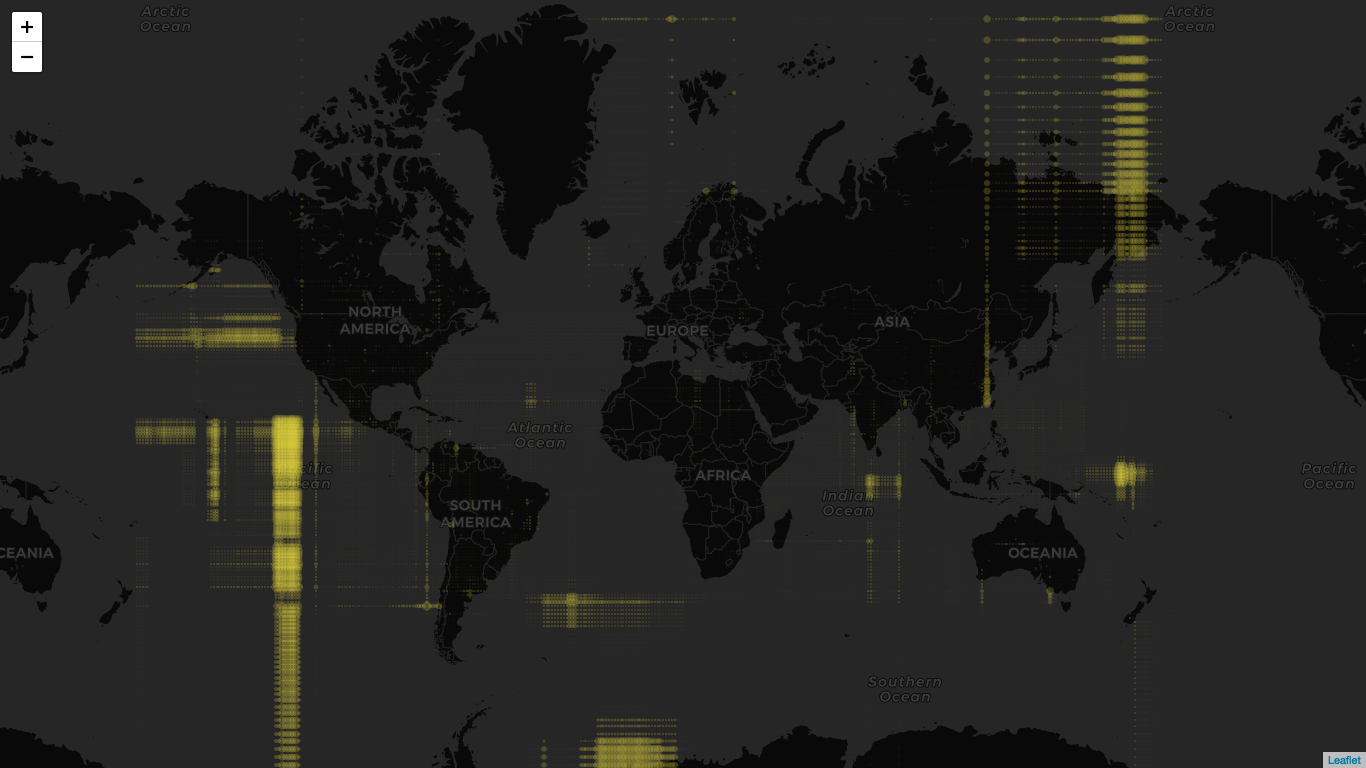 Arctic
Ocean
Arctic
Ocean
+
−
NORTH
AMERICA
EUROPE
ASIA
Atlantic
Ocean
Pacific
Ocean
AFRICA
Pacific
Ocean
SOUTH
AMERICA
Indian
Ocean
CEANIA
OCEANIA
Southern
Ocean
Leaflet